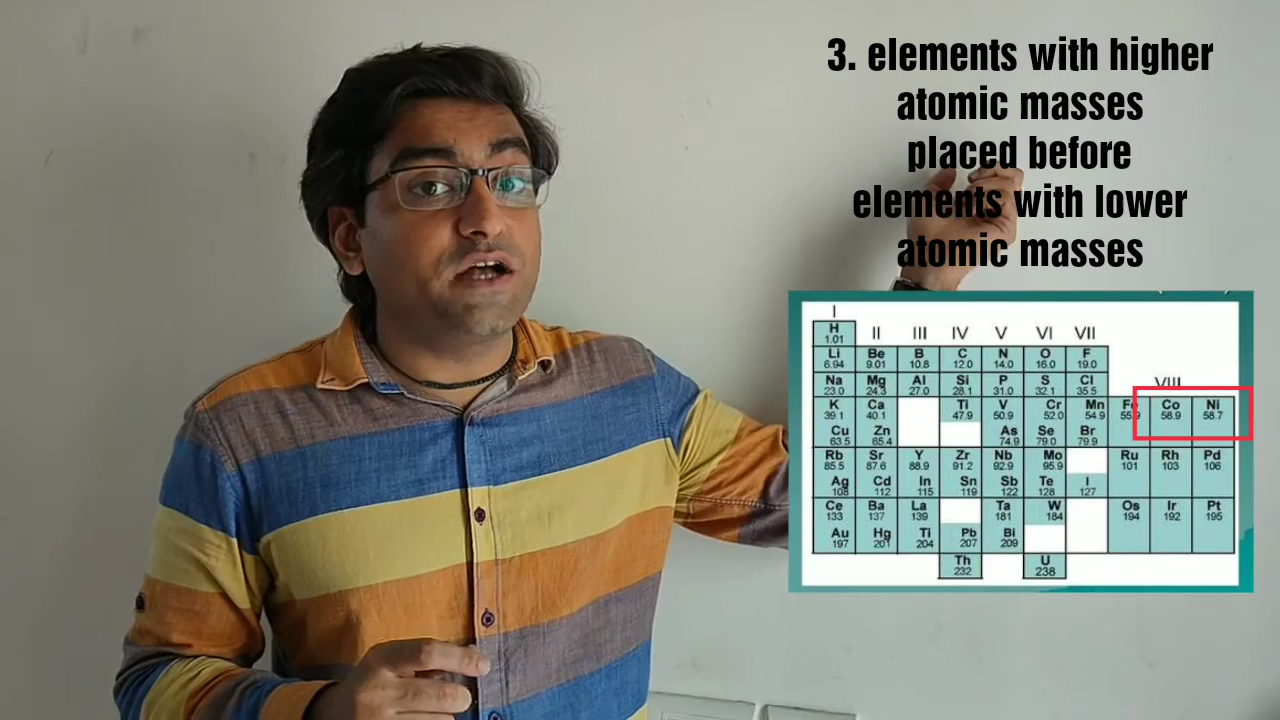 3. elements with higher
atomic masses
placed before
elements with lower
atomic masses
I
H II III IV V VI VII
1.01
Li Be B C N O F
6.94 9.01 10.8 12.0 14.0 16.0 19.0
Na Mg Al Si P S Cl VIII
23.0 24.3 27.0 28.1 31.0 32.1 35.5
K Ca Ti V Cr Mn Fe Co Ni
39.1 40.1 47.9 50.9 52.0 54.9 55.9 58.9 58.7
Cu Zn As Se Br
63.5 65.4 74.9 79.0 79.9
Rb Sr Y Zr Nb Mo Ru Rh Pd
85.5 87.6 88.9 91.2 92.9 95.9 101 103 106
Ag Cd In Sn Sb Te I
108 112 115 119 122 128 127
Ce Ba La Ta W Os Ir Pt
133 137 139 181 184 194 192 195
Au Hg Ti Pb Bi
197 201 204 207 209
Th U
232 238